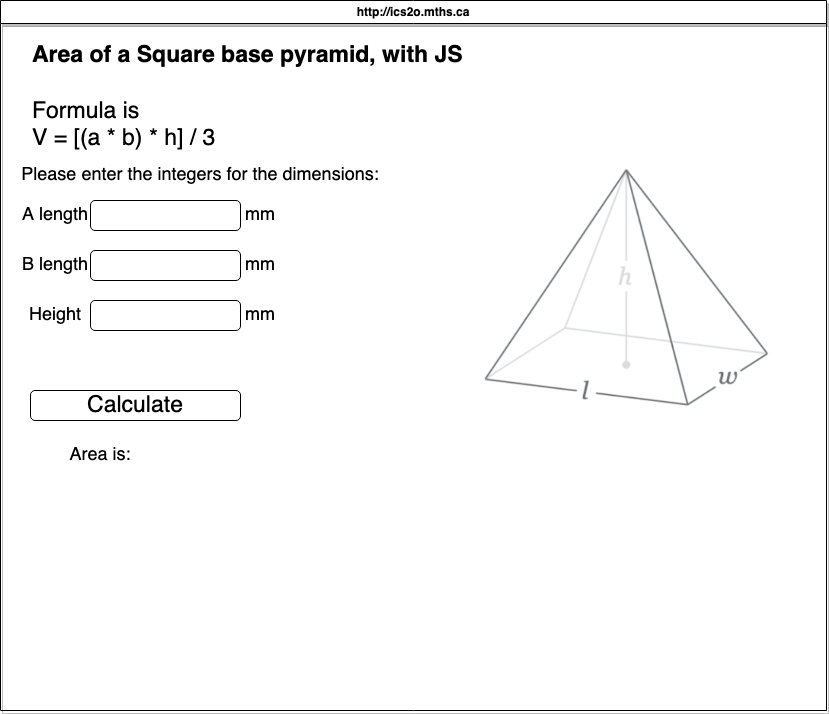 http://ics2o.mths.ca
Area of a Square base pyramid, with JS
Formula is
V = [(a * b) * h] / 3
Please enter the integers for the dimensions:
A length mm
B length mm
Height mm
Calculate
Area is:
h
w
l